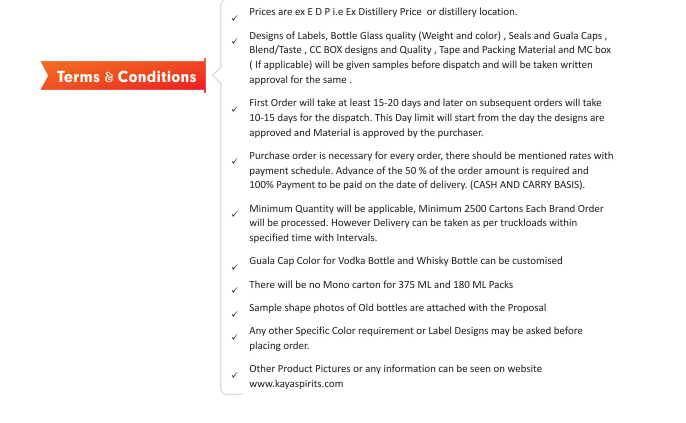 Prices are ex E D P i.e Ex Distillery Price or distillery location.
Designs of Labels, Bottle Glass quality (Weight and color) , Seals and Guala Caps ,
Blend/Taste , CC BOX designs and Quality , Tape and Packing Material and MC box
( If applicable) will be given samples before dispatch and will be taken written
approval for the same .
Terms & Conditions
First Order will take at least 15-20 days and later on subsequent orders will take
10-15 days for the dispatch. This Day limit will start from the day the designs are
approved and Material is approved by the purchaser.
Purchase order is necessary for every order, there should be mentioned rates with
payment schedule. Advance of the 50 % of the order amount is required and
100% Payment to be paid on the date of delivery. (CASH AND CARRY BASIS).
Minimum Quantity will be applicable, Minimum 2500 Cartons Each Brand Order
will be processed. However Delivery can be taken as per truckloads within
specified time with Intervals.
Guala Cap Color for Vodka Bottle and Whisky Bottle can be customised
There will be no Mono carton for 375 ML and 180 ML Packs
Sample shape photos of Old bottles are attached with the Proposal
Any other Specific Color requirement or Label Designs may be asked before
placing order.
Other Product Pictures or any information can be seen on website
www.kayaspirits.com